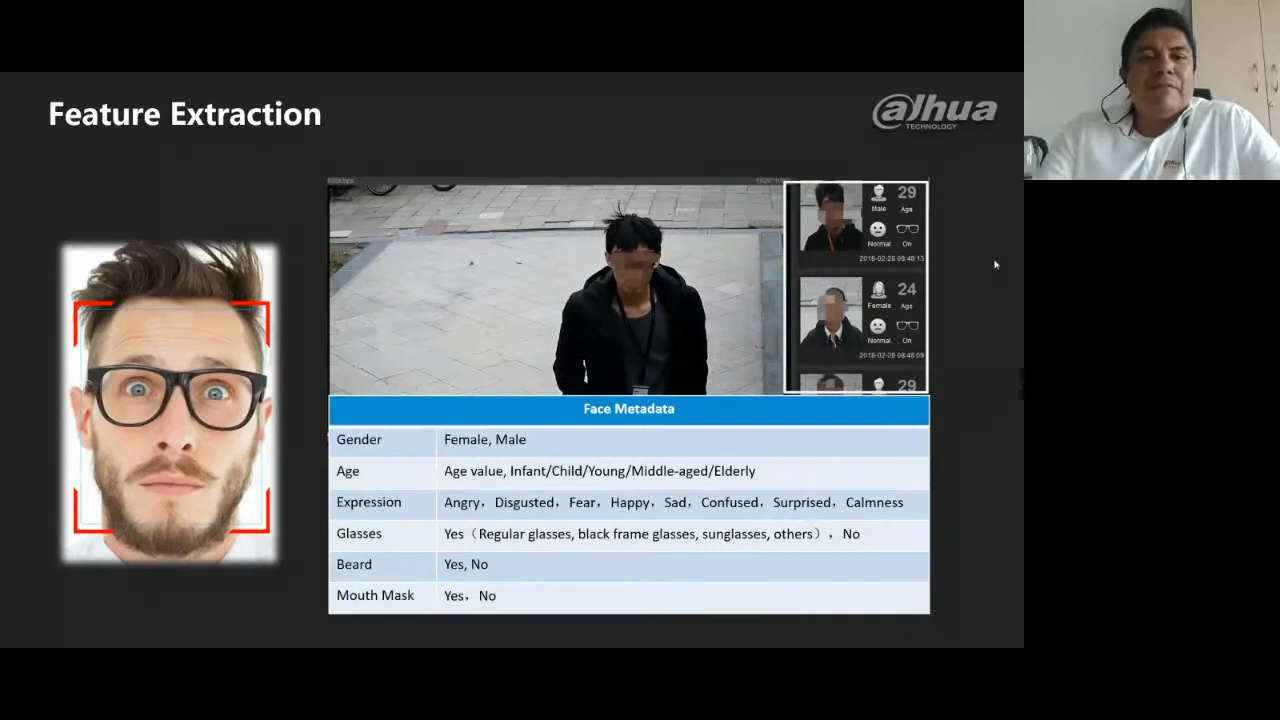 Feature Extraction
alhua
TECHNOLOGY
29
Male Age
Normal On
2018-02-28 08:48:13
24
Female Age
Normal On
2018-02-28 08:48:09
29
Face Metadata
Gender Female, Male
Age Age value, Infant/Child/Young/Middle-aged/Elderly
Expression Angry，Disgusted，Fear，Happy，Sad，Confused，Surprised，Calmness
Glasses Yes（Regular glasses, black frame glasses, sunglasses, others），No
Beard Yes, No
Mouth Mask Yes，No